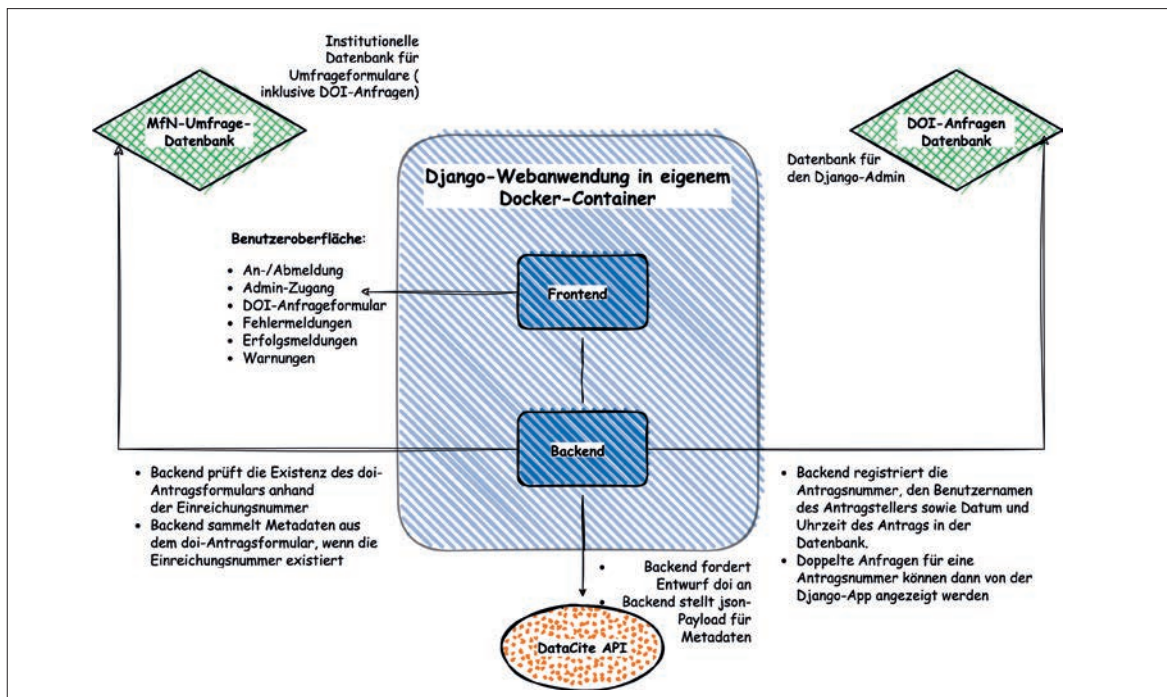 Institutionelle
Datenbank für
Umfrageformulare (
inklusive DOI-Anfragen)
MfN-Umfrage-
Datenbank
DOI-Anfragen
Datenbank
Datenbank für
den Django-Admin
Django-Webanwendung in eigenem
Docker-Container
Benutzeroberfläche:
• An-/Abmeldung
• Admin-Zugang
• DOI-Anfrageformular
• Fehlermeldungen
• Erfolgsmeldungen
• Warnungen
Frontend
Backend
• Backend prüft die Existenz des doi-
Antragsformulars anhand
der Einreichungsnummer
• Backend sammelt Metadaten aus
dem doi-Antragsformular, wenn die
Einreichungsnummer existiert
• Backend registriert die
Antragsnummer, den Benutzernamen
des Antragstellers sowie Datum und
Uhrzeit des Antrags in der
Datenbank.
• Doppelte Anfragen für eine
Antragsnummer können dann von der
Django-App angezeigt werden
• Backend fordert
Entwurf doi an
• Backend stellt json-
Payload für
Metadaten
DataCite API